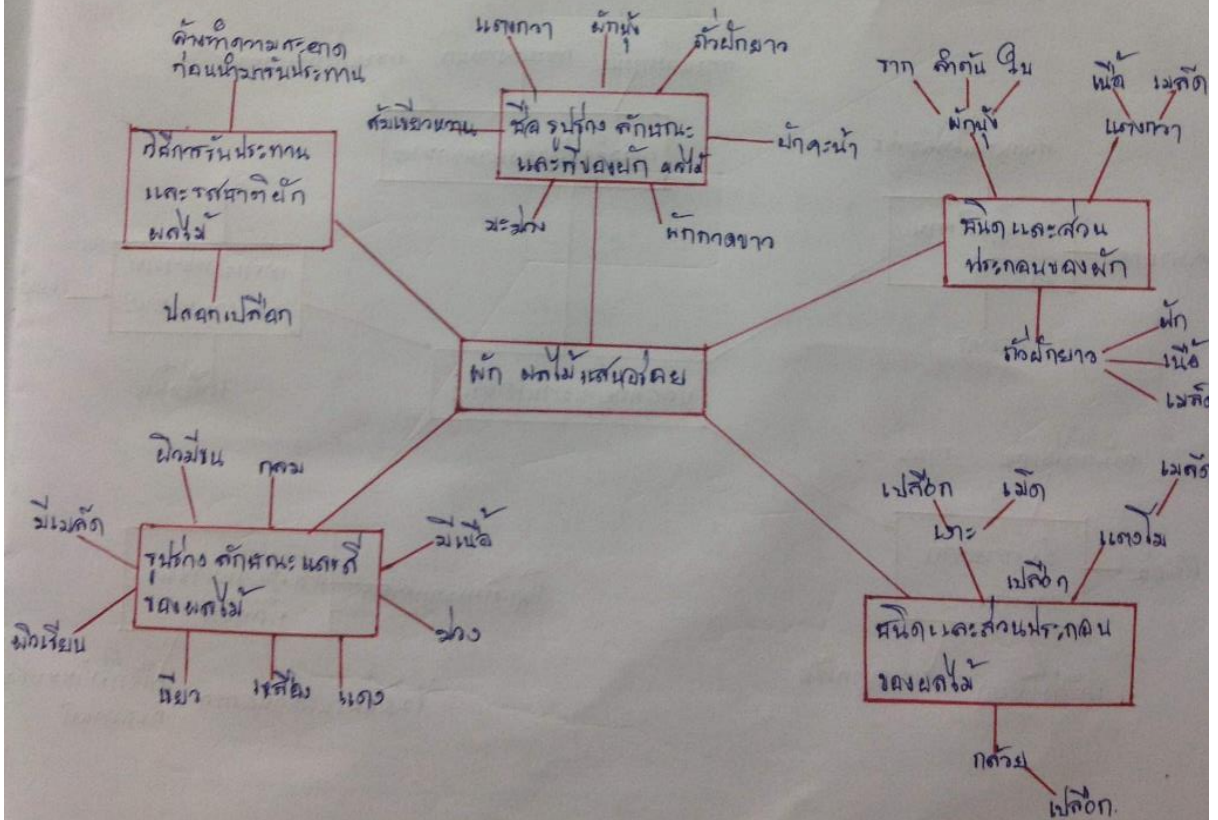 ล้างทำความสะอาด
ก่อนนำมารับประทาน
วิธีการรับประทาน
และรสชาติผัก
ผลไม้
ปลอกเปลือก
แตงกวา
ผักบุ้ง
ถั่วฝักยาว
ส้มเขียวหวาน
ชื่อ รูปร่าง ลักษณะ
และสีของผัก ผลไม้
ผักคะน้า
มะม่วง
ผักกาดขาว
ราก ลำต้น ใบ
ผักบุ้ง
เนื้อ เมล็ด
แตงกวา
ชนิดและส่วน
ประกอบของผัก
ถั่วฝักยาว
ฝัก
เนื้อ
เมล็ด
ผัก ผลไม้แสนอร่อย
ผิวมีขน
กลม
มีเมล็ด
มีเนื้อ
รูปร่าง ลักษณะและสี
ของผลไม้
ผิวเรียบ
ม่วง
เขียว
เหลือง
แดง
เปลือก
เม็ด
เงาะ
เมล็ด
แตงโม
เปลือก
ชนิดและส่วนประกอบ
ของผลไม้
กล้วย
เปลือก.